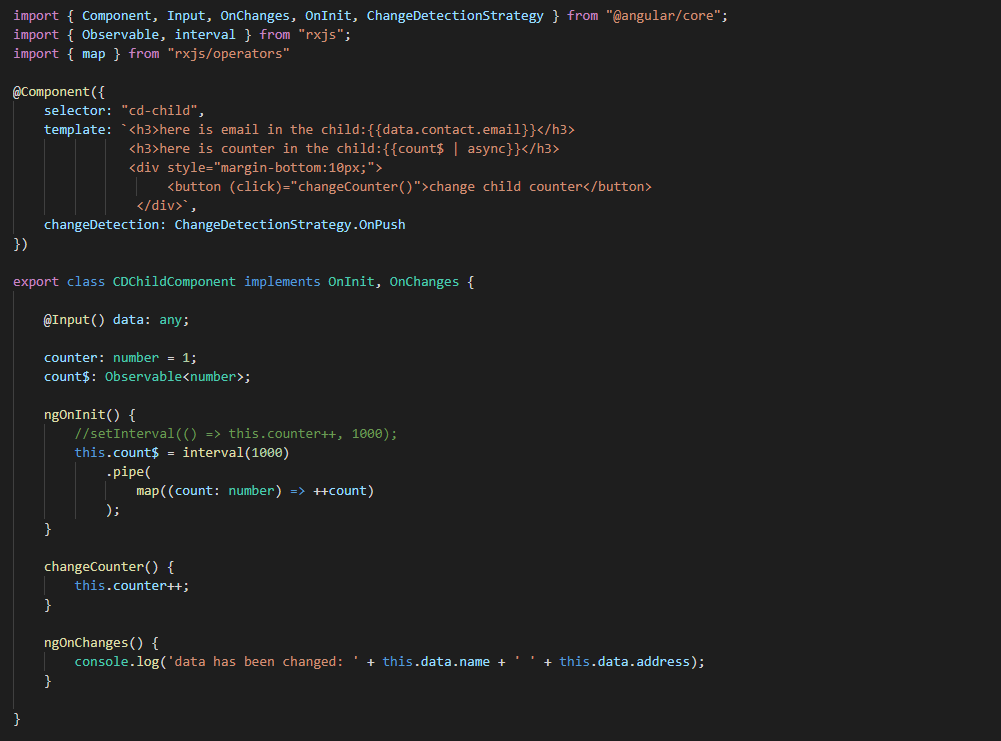 import { Component, Input, OnChanges, OnInit, ChangeDetectionStrategy } from "@angular/core";
import { Observable, interval } from "rxjs";
import { map } from "rxjs/operators"

@Component({
    selector: "cd-child",
    template: `<h3>here is email in the child:{{data.contact.email}}</h3>
               <h3>here is counter in the child:{{count$ | async}}</h3>
               <div style="margin-bottom:10px;">
                    <button (click)="changeCounter()">change child counter</button>
                </div>`,
    changeDetection: ChangeDetectionStrategy.OnPush
})

export class CDChildComponent implements OnInit, OnChanges {

    @Input() data: any;

    counter: number = 1;
    count$: Observable<number>;

    ngOnInit() {
        //setInterval(() => this.counter++, 1000);
        this.count$ = interval(1000)
            .pipe(
                map((count: number) => ++count)
            );
    }

    changeCounter() {
        this.counter++;
    }

    ngOnChanges() {
        console.log('data has been changed: ' + this.data.name + ' ' + this.data.address);
    }

}